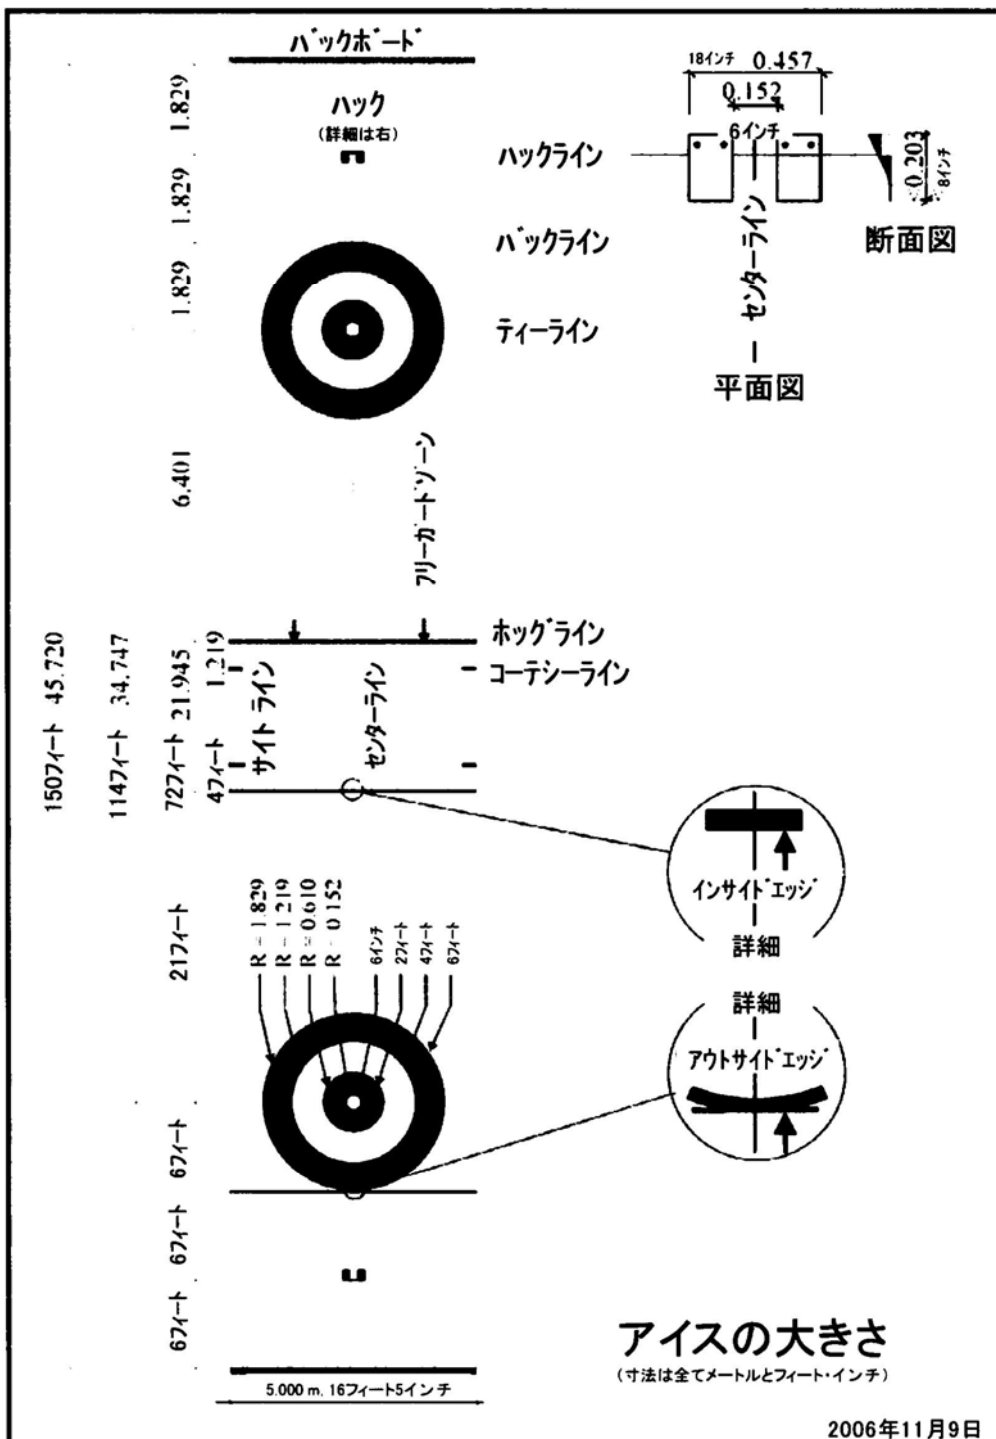 バックボード
ハック
(詳細は右)
1.829
1.829
1.829
6.401
18インチ 0.457
0.152
6インチ
0.203
8インチ
ハックライン
バックライン
ティーライン
センターライン
断面図
平面図
フリーガードゾーン
ホッグライン
コーテシーライン
150フィート 45.720
114フィート 34.747
72フィート 21.945
4フィート 1.219
サイトライン
センターライン
インサイドエッジ
詳細
詳細
アウトサイドエッジ
21フィート
R = 1.829
R = 1.219
R = 0.610
R = 0.152
6インチ
2フィート
4フィート
6フィート
6フィート
6フィート
6フィート
5.000 m, 16フィート5インチ
アイスの大きさ
(寸法は全てメートルとフィート・インチ)
2006年11月9日